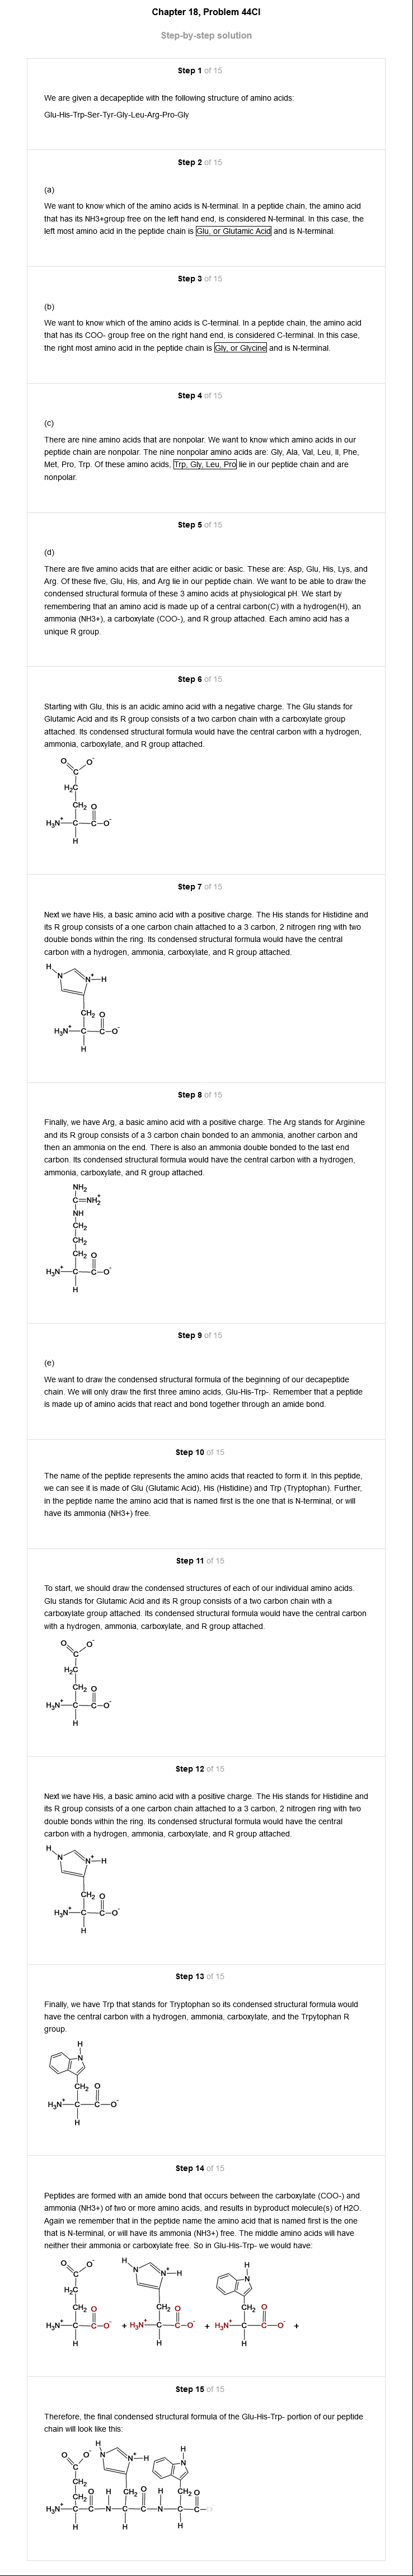 Chapter 18, Problem 44CI
Step-by-step solution
Step 1 of 15
We are given a decapeptide with the following structure of amino acids:
Glu-His-Trp-Ser-Tyr-Gly-Leu-Arg-Pro-Gly
Step 2 of 15
(a)
We want to know which of the amino acids is N-terminal. In a peptide chain, the amino acid
that has its NH3+group free on the left hand end, is considered N-terminal. In this case, the
left most amino acid in the peptide chain is Glu, or Glutamic Acid and is N-terminal.
Step 3 of 15
(b)
We want to know which of the amino acids is C-terminal. In a peptide chain, the amino acid
that has its COO- group free on the right hand end, is considered C-terminal. In this case,
the right most amino acid in the peptide chain is Gly, or Glycine and is N-terminal.
Step 4 of 15
(c)
There are nine amino acids that are nonpolar. We want to know which amino acids in our
peptide chain are nonpolar. The nine nonpolar amino acids are: Gly, Ala, Val, Leu, Il, Phe,
Met, Pro, Trp. Of these amino acids, Trp, Gly, Leu, Pro lie in our peptide chain and are
nonpolar.
Step 5 of 15
(d)
There are five amino acids that are either acidic or basic. These are: Asp, Glu, His, Lys, and
Arg. Of these five, Glu, His, and Arg lie in our peptide chain. We want to be able to draw the
condensed structural formula of these 3 amino acids at physiological pH. We start by
remembering that an amino acid is made up of a central carbon(C) with a hydrogen(H), an
ammonia (NH3+), a carboxylate (COO-), and R group attached. Each amino acid has a
unique R group.
Step 6 of 15
Starting with Glu, this is an acidic amino acid with a negative charge. The Glu stands for
Glutamic Acid and its R group consists of a two carbon chain with a carboxylate group
attached. Its condensed structural formula would have the central carbon with a hydrogen,
ammonia, carboxylate, and R group attached.
O O-
C
H2C
CH2 O
H3N+ C C O-
H
Step 7 of 15
Next we have His, a basic amino acid with a positive charge. The His stands for Histidine and
its R group consists of a one carbon chain attached to a 3 carbon, 2 nitrogen ring with two
double bonds within the ring. Its condensed structural formula would have the central
carbon with a hydrogen, ammonia, carboxylate, and R group attached.
H
N N+ H
CH2 O
H3N+ C C O-
H
Step 8 of 15
Finally, we have Arg, a basic amino acid with a positive charge. The Arg stands for Arginine
and its R group consists of a 3 carbon chain bonded to an ammonia, another carbon and
then an ammonia on the end. There is also an ammonia double bonded to the last end
carbon. Its condensed structural formula would have the central carbon with a hydrogen,
ammonia, carboxylate, and R group attached.
NH2
C=NH2+
NH
CH2
CH2
CH2 O
H3N+ C C O-
H
Step 9 of 15
(e)
We want to draw the condensed structural formula of the beginning of our decapeptide
chain. We will only draw the first three amino acids, Glu-His-Trp-. Remember that a peptide
is made up of amino acids that react and bond together through an amide bond.
Step 10 of 15
The name of the peptide represents the amino acids that reacted to form it. In this peptide,
we can see it is made of Glu (Glutamic Acid), His (Histidine) and Trp (Tryptophan). Further,
in the peptide name the amino acid that is named first is the one that is N-terminal, or will
have its ammonia (NH3+) free.
Step 11 of 15
To start, we should draw the condensed structures of each of our individual amino acids.
Glu stands for Glutamic Acid and its R group consists of a two carbon chain with a
carboxylate group attached. Its condensed structural formula would have the central carbon
with a hydrogen, ammonia, carboxylate, and R group attached.
O O-
C
H2C
CH2 O
H3N+ C C O-
H
Step 12 of 15
Next we have His, a basic amino acid with a positive charge. The His stands for Histidine and
its R group consists of a one carbon chain attached to a 3 carbon, 2 nitrogen ring with two
double bonds within the ring. Its condensed structural formula would have the central
carbon with a hydrogen, ammonia, carboxylate, and R group attached.
H
N N+ H
CH2 O
H3N+ C C O-
H
Step 13 of 15
Finally, we have Trp that stands for Tryptophan so its condensed structural formula would
have the central carbon with a hydrogen, ammonia, carboxylate, and the Trpytophan R
group.
H
N
CH2 O
H3N+ C C O-
H
Step 14 of 15
Peptides are formed with an amide bond that occurs between the carboxylate (COO-) and
ammonia (NH3+) of two or more amino acids, and results in byproduct molecule(s) of H2O.
Again we remember that in the peptide name the amino acid that is named first is the one
that is N-terminal, or will have its ammonia (NH3+) free. The middle amino acids will have
neither their ammonia or carboxylate free. So in Glu-His-Trp- we would have:
O O- H N N+ H H
C N
H2C
CH2 O CH2 O CH2 O
H3N+ C C O- + H3N+ C C O- + H3N+ C C O- +
H H H
Step 15 of 15
Therefore, the final condensed structural formula of the Glu-His-Trp- portion of our peptide
chain will look like this:
H H
O O- N N+ H N
C
CH2
CH2 O H CH2 O H CH2 O
H3N+ C C N C C N C C
H H H